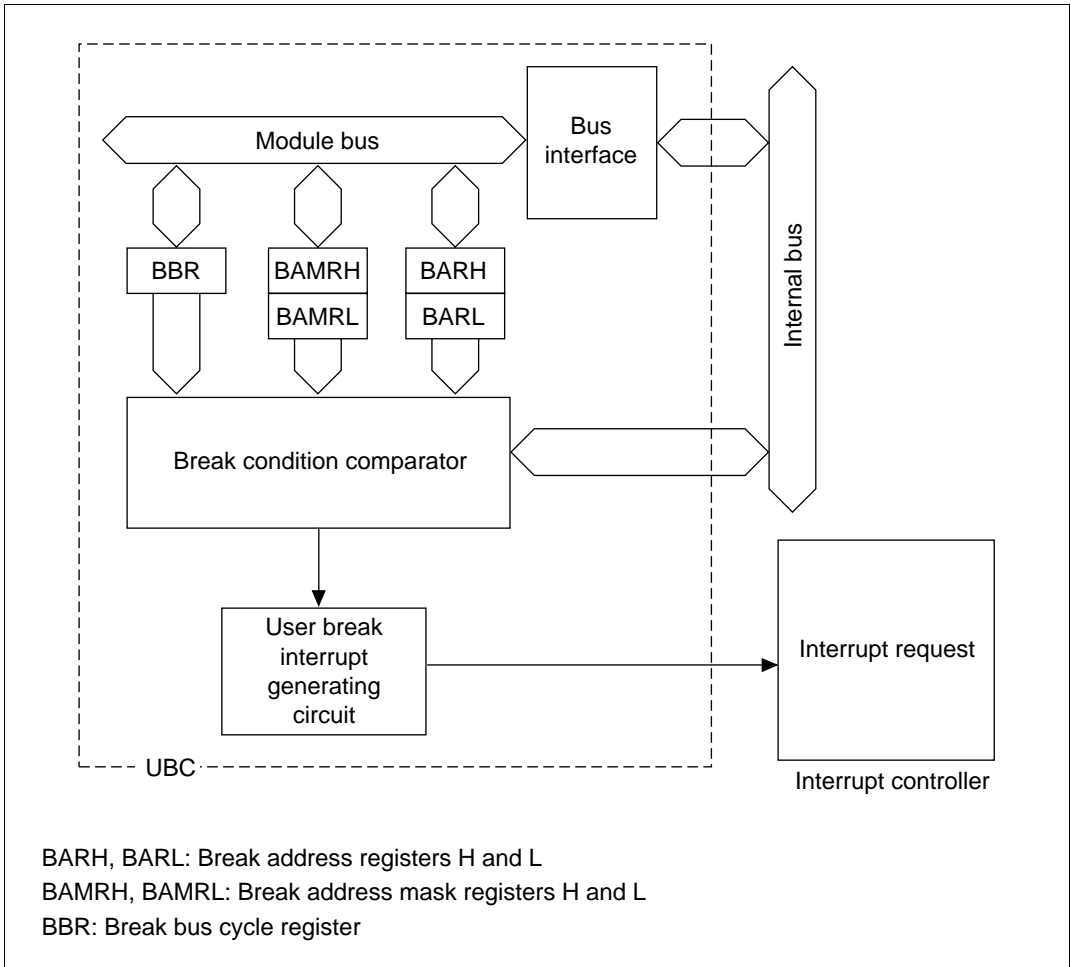 Module bus
Bus
interface
Internal bus
BBR
BAMRH
BARH
BAMRL
BARL
Break condition comparator
User break
interrupt
generating
circuit
Interrupt request
UBC
Interrupt controller
BARH, BARL: Break address registers H and L
BAMRH, BAMRL: Break address mask registers H and L
BBR: Break bus cycle register